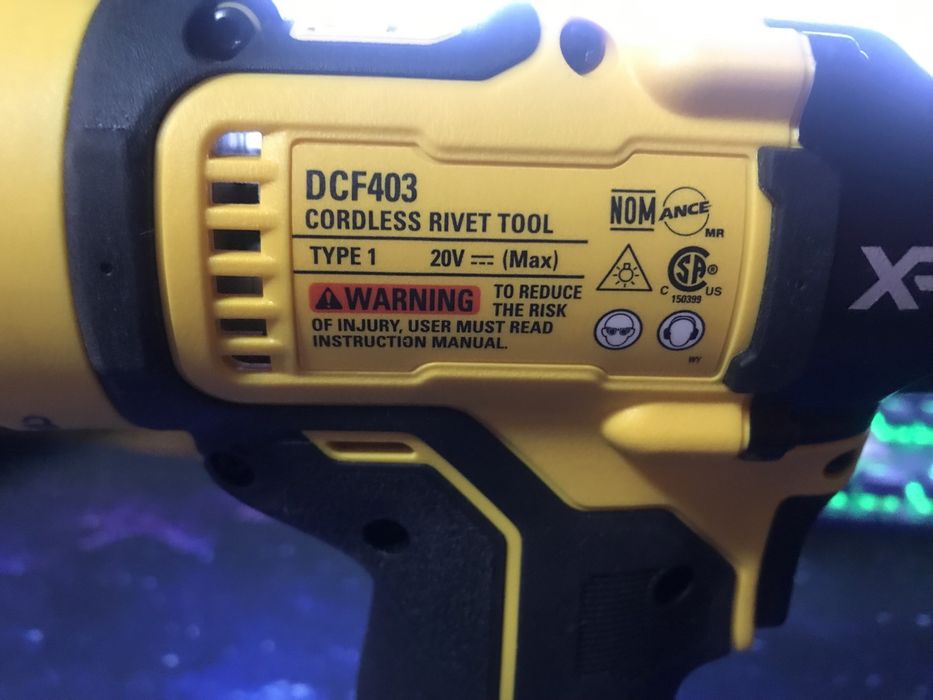 DCF403
CORDLESS RIVET TOOL
TYPE 1 20V ⎓ (Max)
WARNING TO REDUCE
THE RISK
OF INJURY, USER MUST READ
INSTRUCTION MANUAL.
NOM ANCE
MR
SA®
C US
150399
WY
X